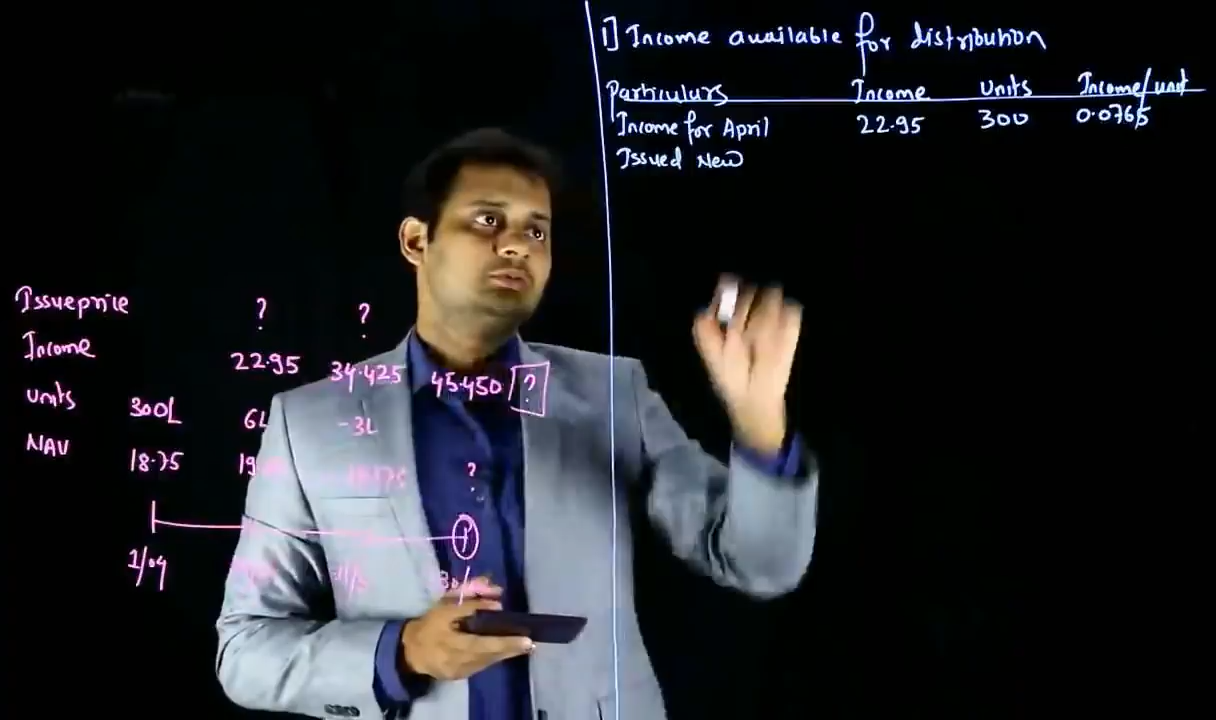 1] Income available for distribution
Particulars Income Units Income/unit
Income for April 22.95 300 0.0765
Issued New
Issue price ? ?
Income 22.95 34.425 45.450 ?
units 300L 6L -3L
NAV 18.75 ?
1/04